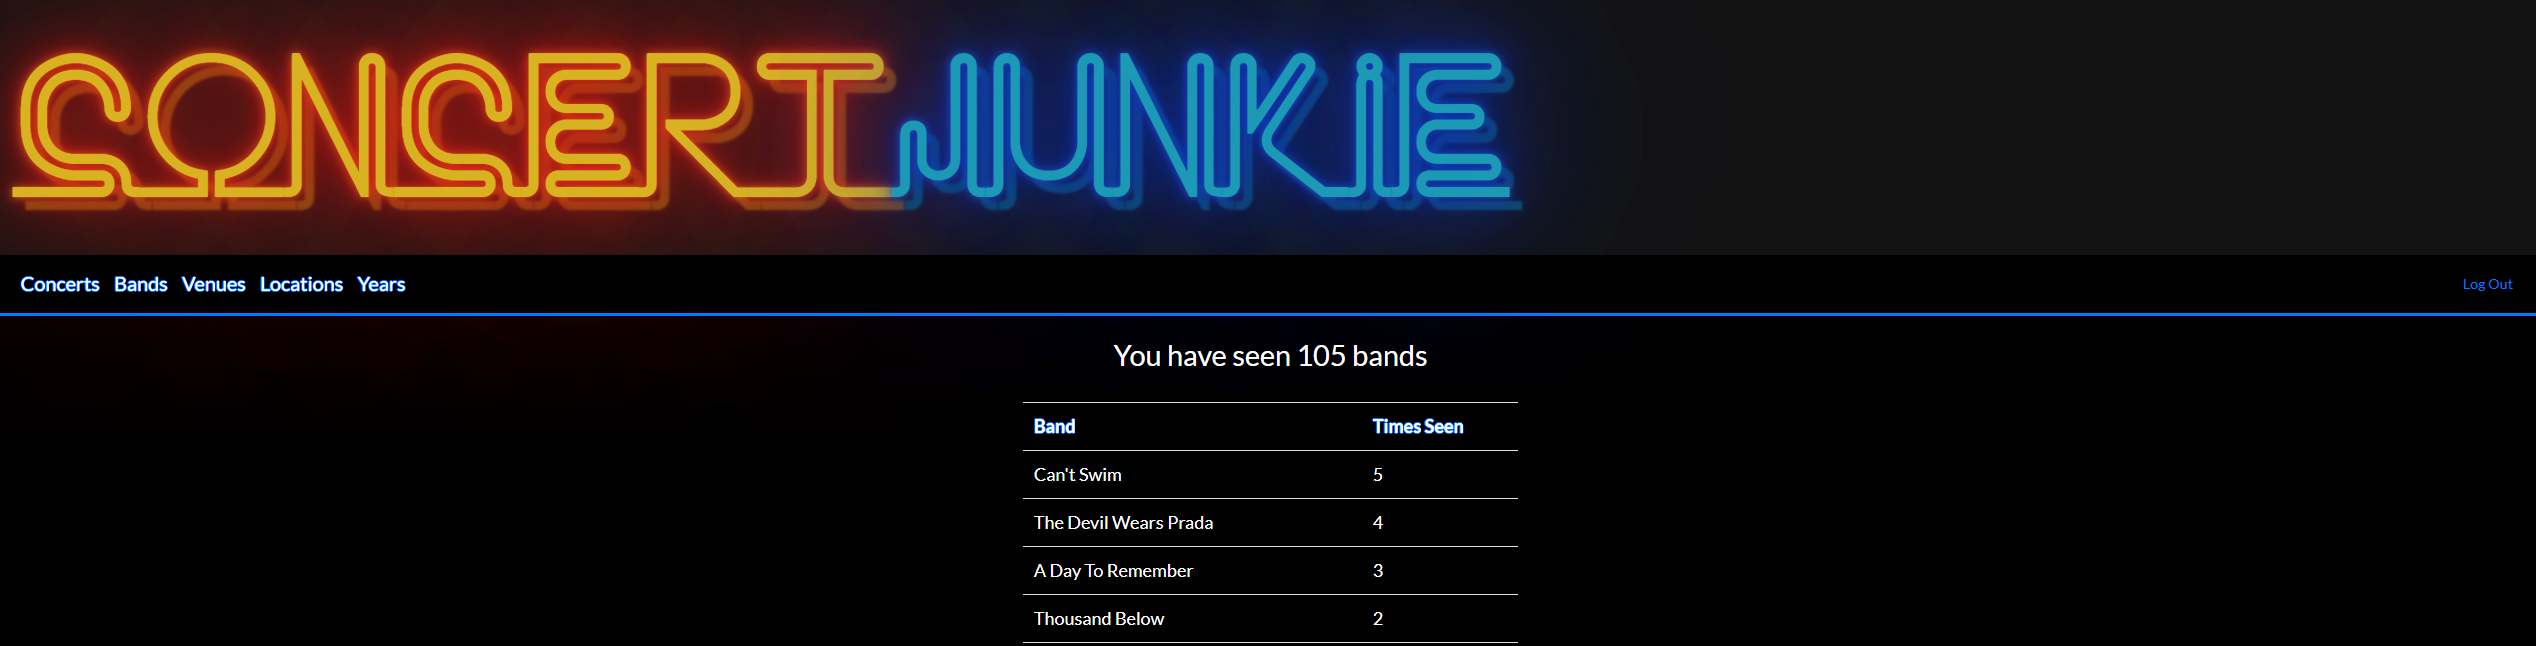 CONCERT JUNKiE
Concerts Bands Venues Locations Years Log Out
You have seen 105 bands
Band Times Seen
Can't Swim 5
The Devil Wears Prada 4
A Day To Remember 3
Thousand Below 2